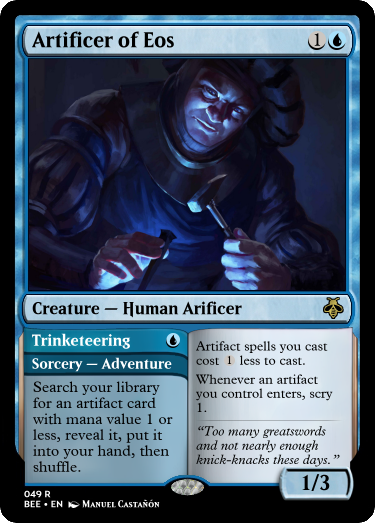 Artificer of Eos 1
Creature — Human Arificer
Trinketeering
Sorcery — Adventure
Search your library
for an artifact card
with mana value 1 or
less, reveal it, put it
into your hand, then
shuffle.
Artifact spells you cast
cost 1 less to cast.
Whenever an artifact
you control enters, scry
1.
“Too many greatswords
and not nearly enough
knick-knacks these days.”
1/3
049 R
BEE • EN Manuel Castañón